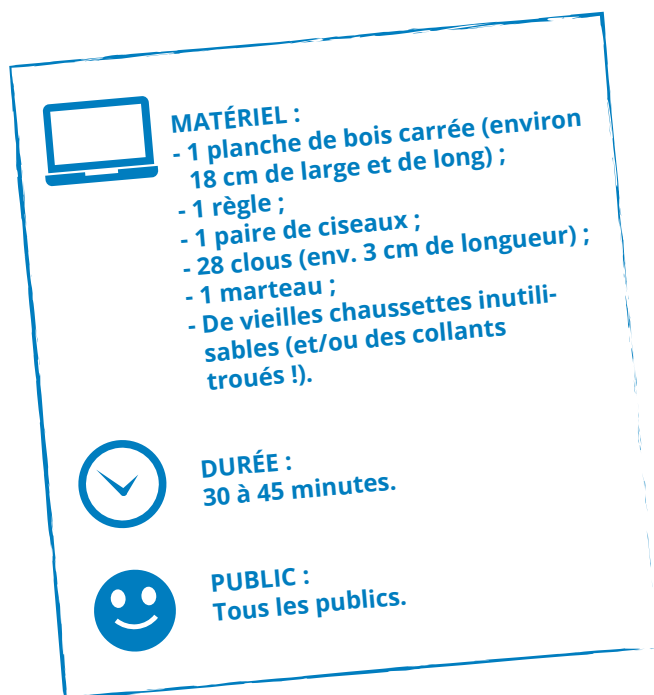 MATÉRIEL :
- 1 planche de bois carrée (environ
18 cm de large et de long) ;
- 1 règle ;
- 1 paire de ciseaux ;
- 28 clous (env. 3 cm de longueur) ;
- 1 marteau ;
- De vieilles chaussettes inutili-
sables (et/ou des collants
troués !).
DURÉE :
30 à 45 minutes.
PUBLIC :
Tous les publics.